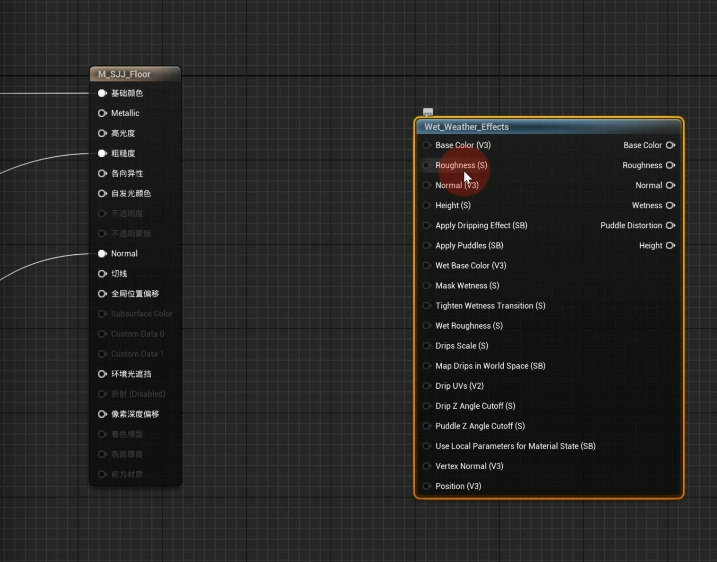 M_SJJ_Floor
基础颜色
Metallic
高光度
粗糙度
各向异性
自发光颜色
不透明度
不透明蒙版
Normal
切线
全局位置偏移
Subsurface Color
Custom Data 0
Custom Data 1
环境光遮挡
折射 (Disabled)
像素深度偏移
着色模型
表面厚度
前方材质
Wet_Weather_Effects
Base Color (V3)
Base Color
Roughness (S)
Roughness
Normal (V3)
Normal
Height (S)
Wetness
Apply Dripping Effect (SB)
Puddle Distortion
Apply Puddles (SB)
Height
Wet Base Color (V3)
Mask Wetness (S)
Tighten Wetness Transition (S)
Wet Roughness (S)
Drips Scale (S)
Map Drips in World Space (SB)
Drip UVs (V2)
Drip Z Angle Cutoff (S)
Puddle Z Angle Cutoff (S)
Use Local Parameters for Material State (SB)
Vertex Normal (V3)
Position (V3)